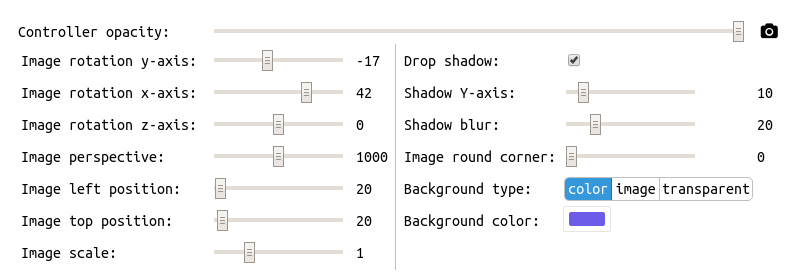 Controller opacity:
Image rotation y-axis: -17
Image rotation x-axis: 42
Image rotation z-axis: 0
Image perspective: 1000
Image left position: 20
Image top position: 20
Image scale: 1
Drop shadow:
Shadow Y-axis: 10
Shadow blur: 20
Image round corner: 0
Background type: color image transparent
Background color: